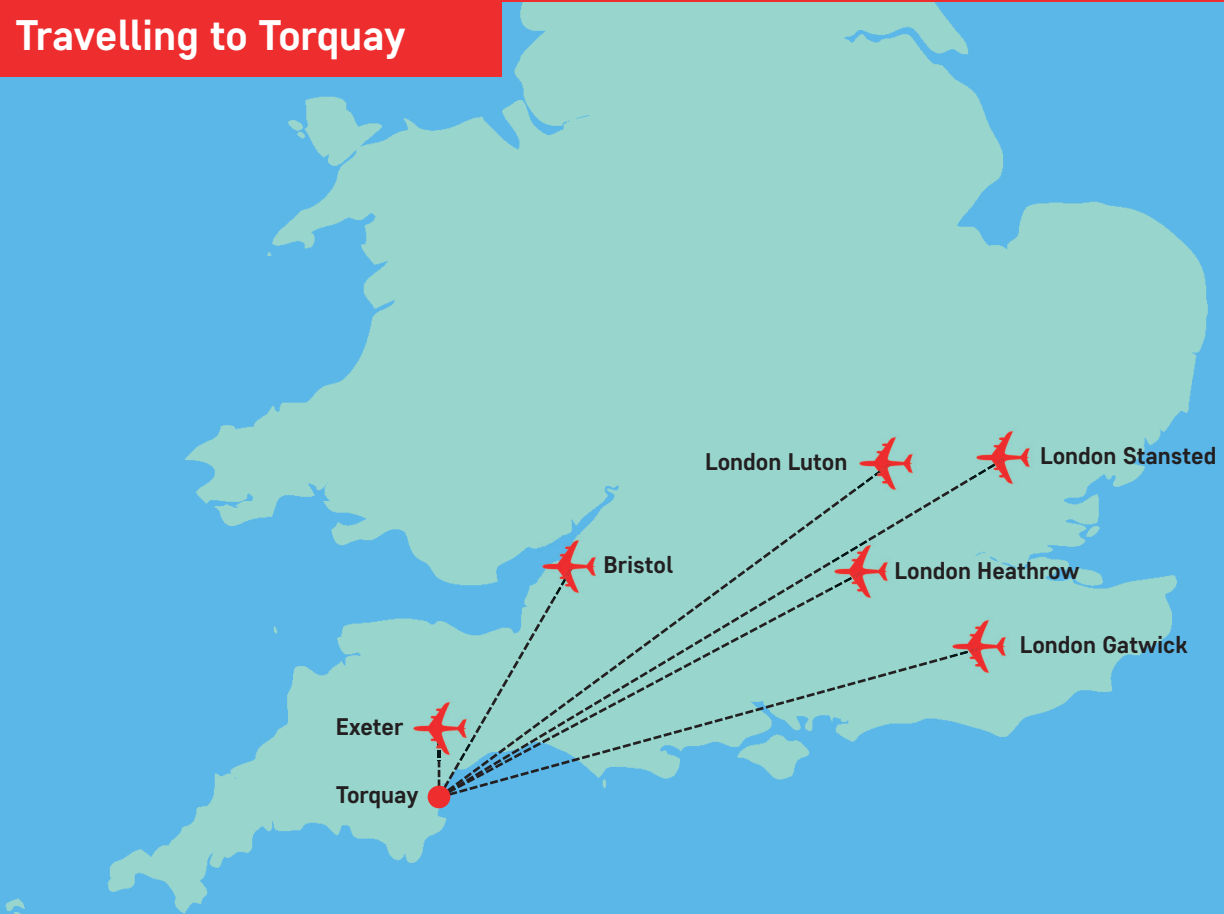 Travelling to Torquay
London Luton
London Stansted
Bristol
London Heathrow
London Gatwick
Exeter
Torquay